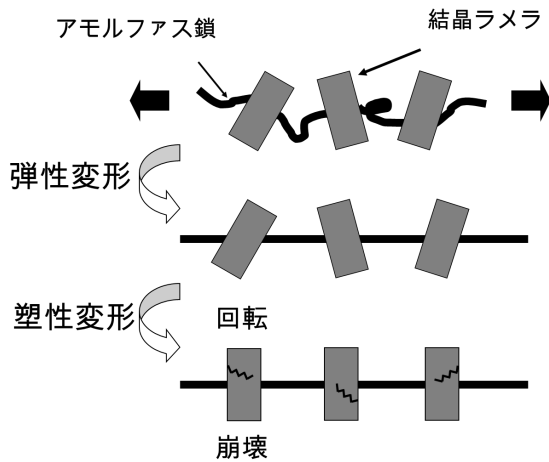 アモルファス鎖
結晶ラメラ
弾性変形
塑性変形
回転
崩壊